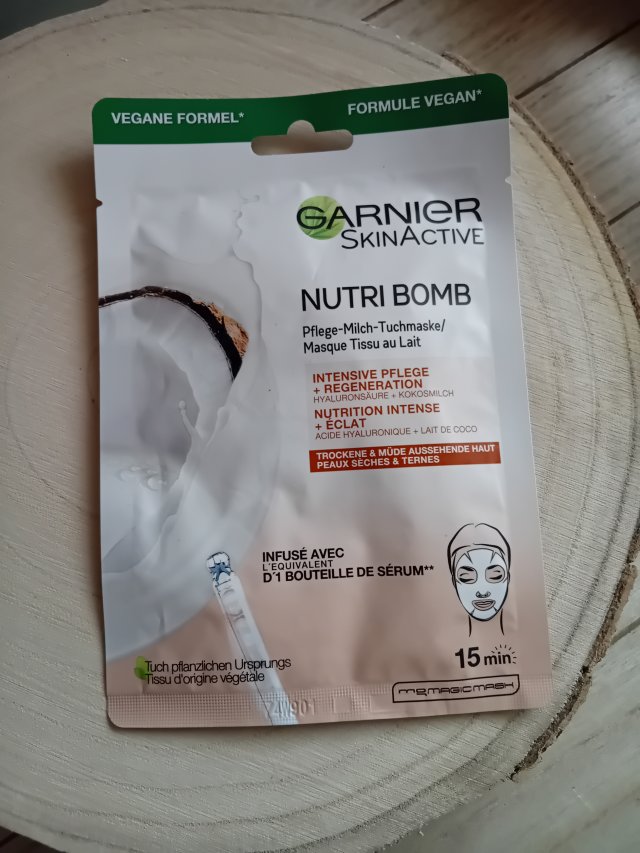 VEGANE FORMEL*
FORMULE VEGAN*
GARNIER
SKINACTIVE
NUTRI BOMB
Pflege-Milch-Tuchmaske/
Masque Tissu au Lait
INTENSIVE PFLEGE
+ REGENERATION
HYALURONSÄURE + KOKOSMILCH
NUTRITION INTENSE
+ ÉCLAT
ACIDE HYALURONIQUE + LAIT DE COCO
TROCKENE & MÜDE AUSSEHENDE HAUT
PEAUX SÈCHES & TERNES
INFUSÉ AVEC
L'ÉQUIVALENT
D'1 BOUTEILLE DE SÉRUM**
Tuch pflanzlichen Ursprungs
Tissu d'origine végétale
15 min
MAGIC MASK